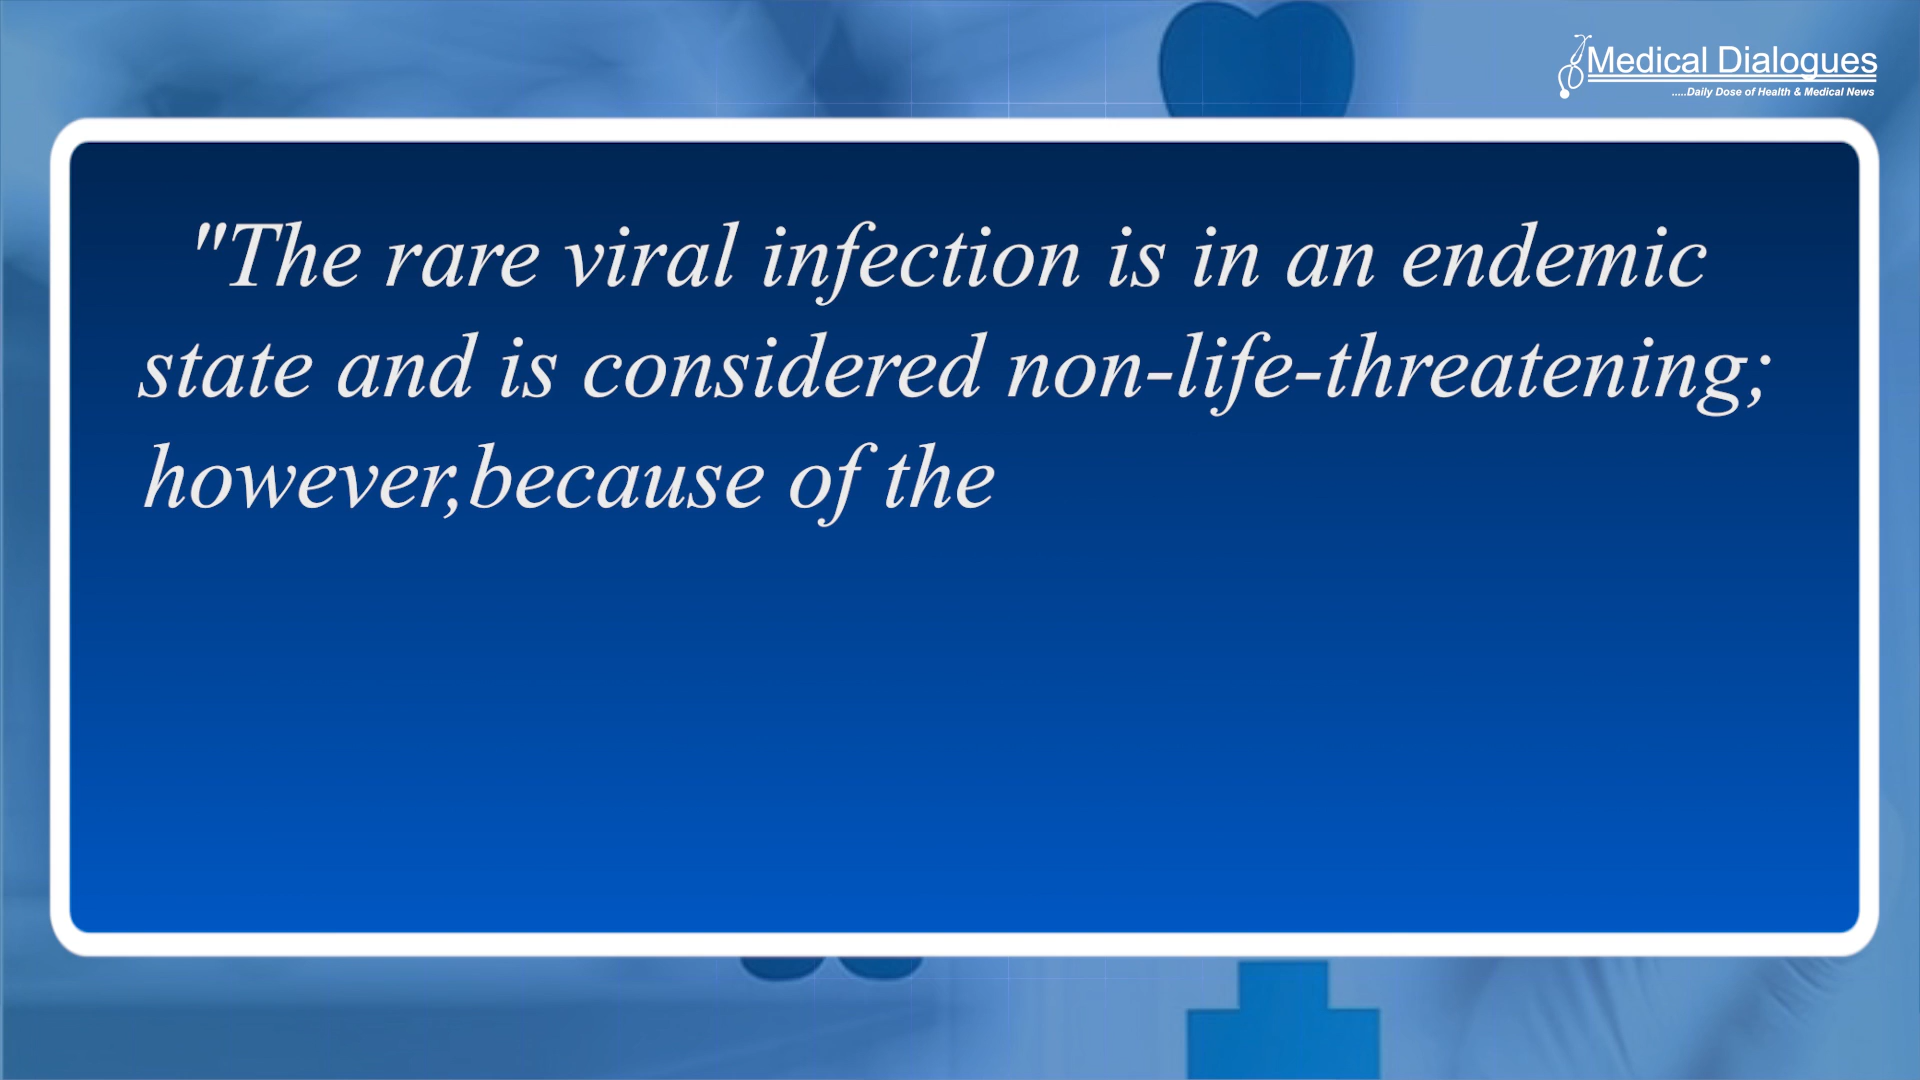 Medical Dialogues
.....Daily Dose of Health & Medical News
"The rare viral infection is in an endemic
state and is considered non-life-threatening;
however,because of the